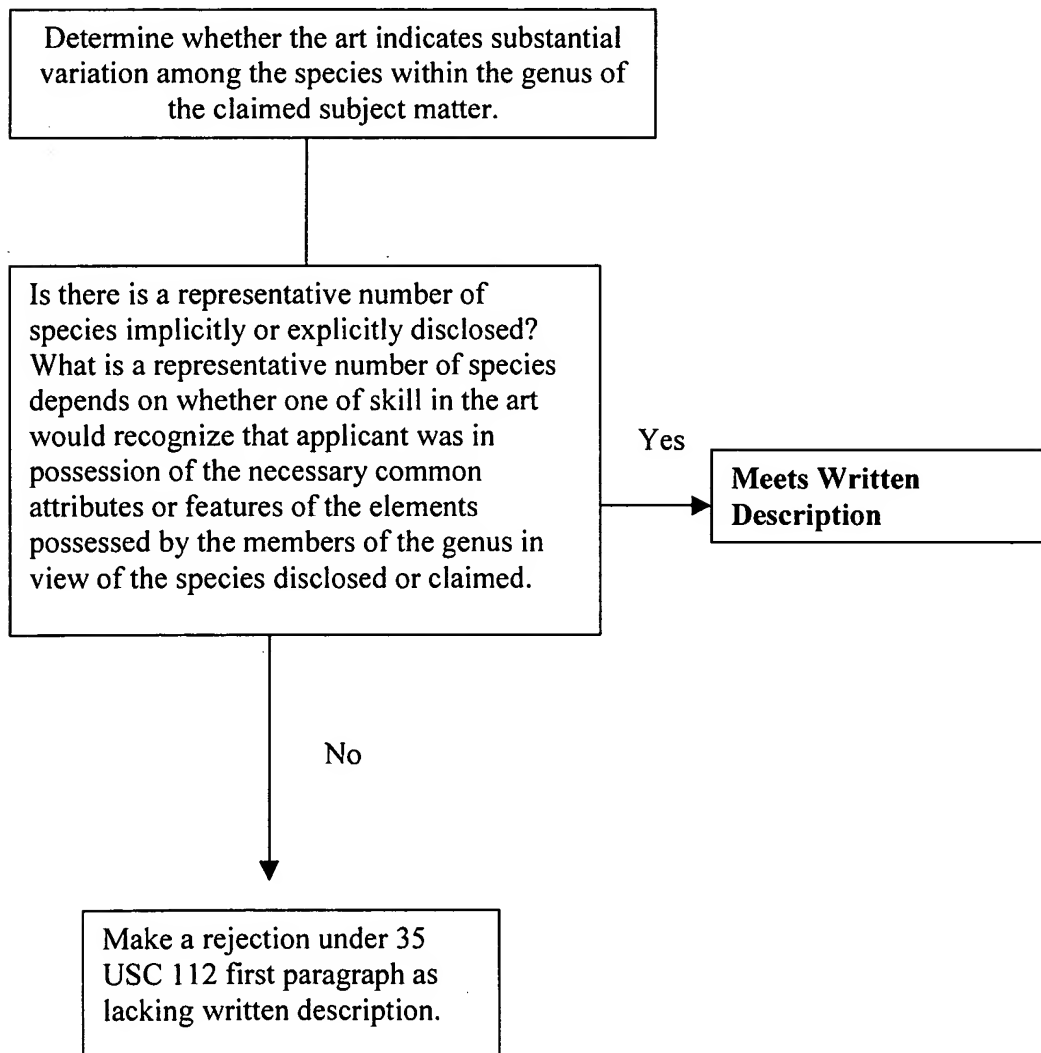 Determine whether the art indicates substantial
variation among the species within the genus of
the claimed subject matter.
Is there is a representative number of
species implicitly or explicitly disclosed?
What is a representative number of species
depends on whether one of skill in the art
would recognize that applicant was in
possession of the necessary common
attributes or features of the elements
possessed by the members of the genus in
view of the species disclosed or claimed.
Yes
Meets Written
Description
No
Make a rejection under 35
USC 112 first paragraph as
lacking written description.